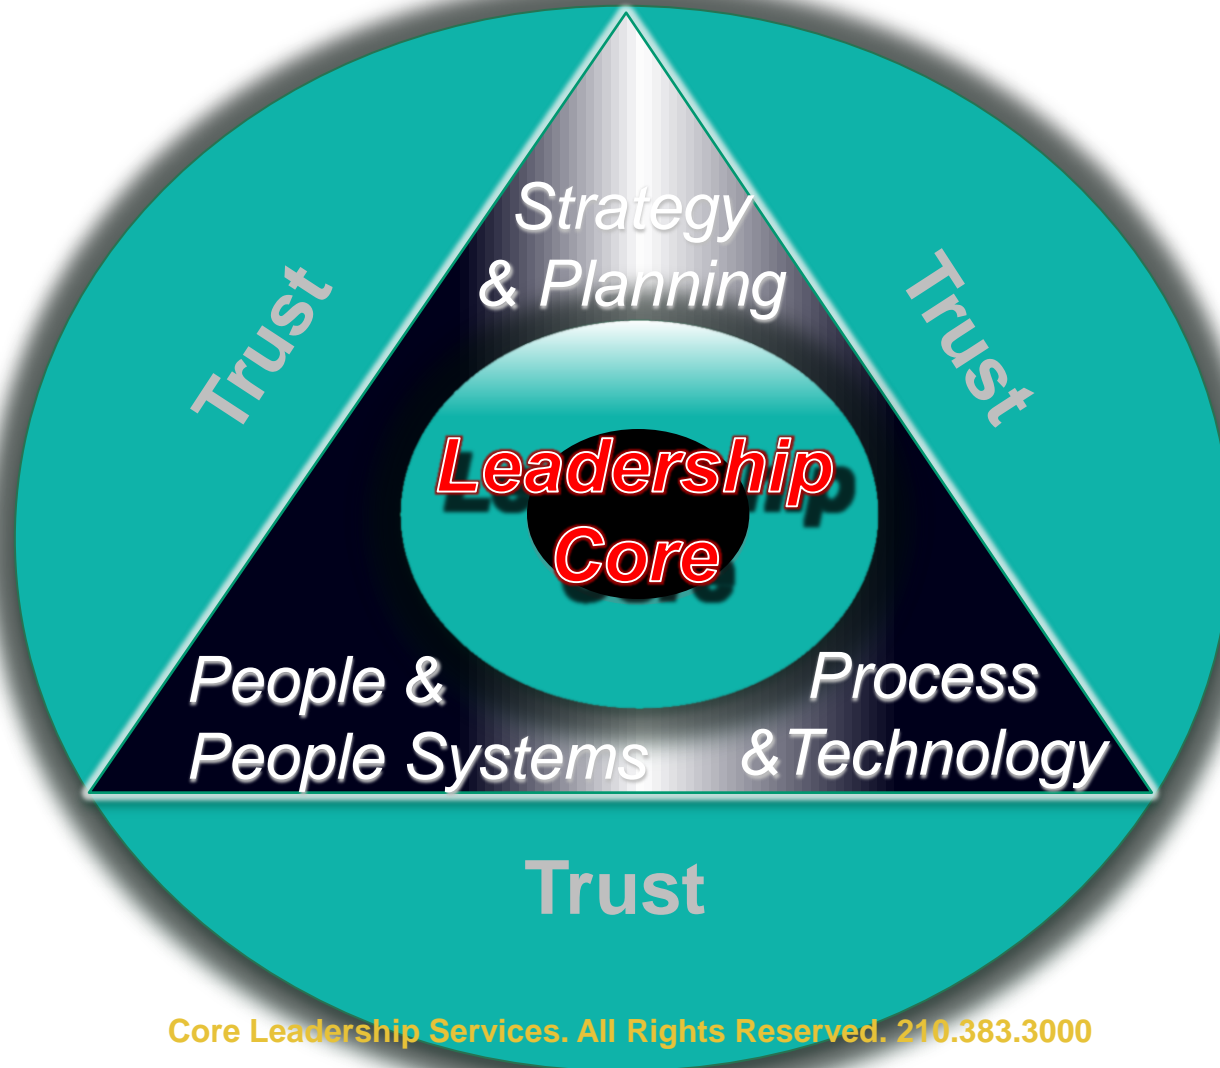 Strategy
& Planning
Trust
Trust
Leadership
Core
People &
People Systems
Process
&Technology
Trust
Core Leadership Services. All Rights Reserved. 210.383.3000